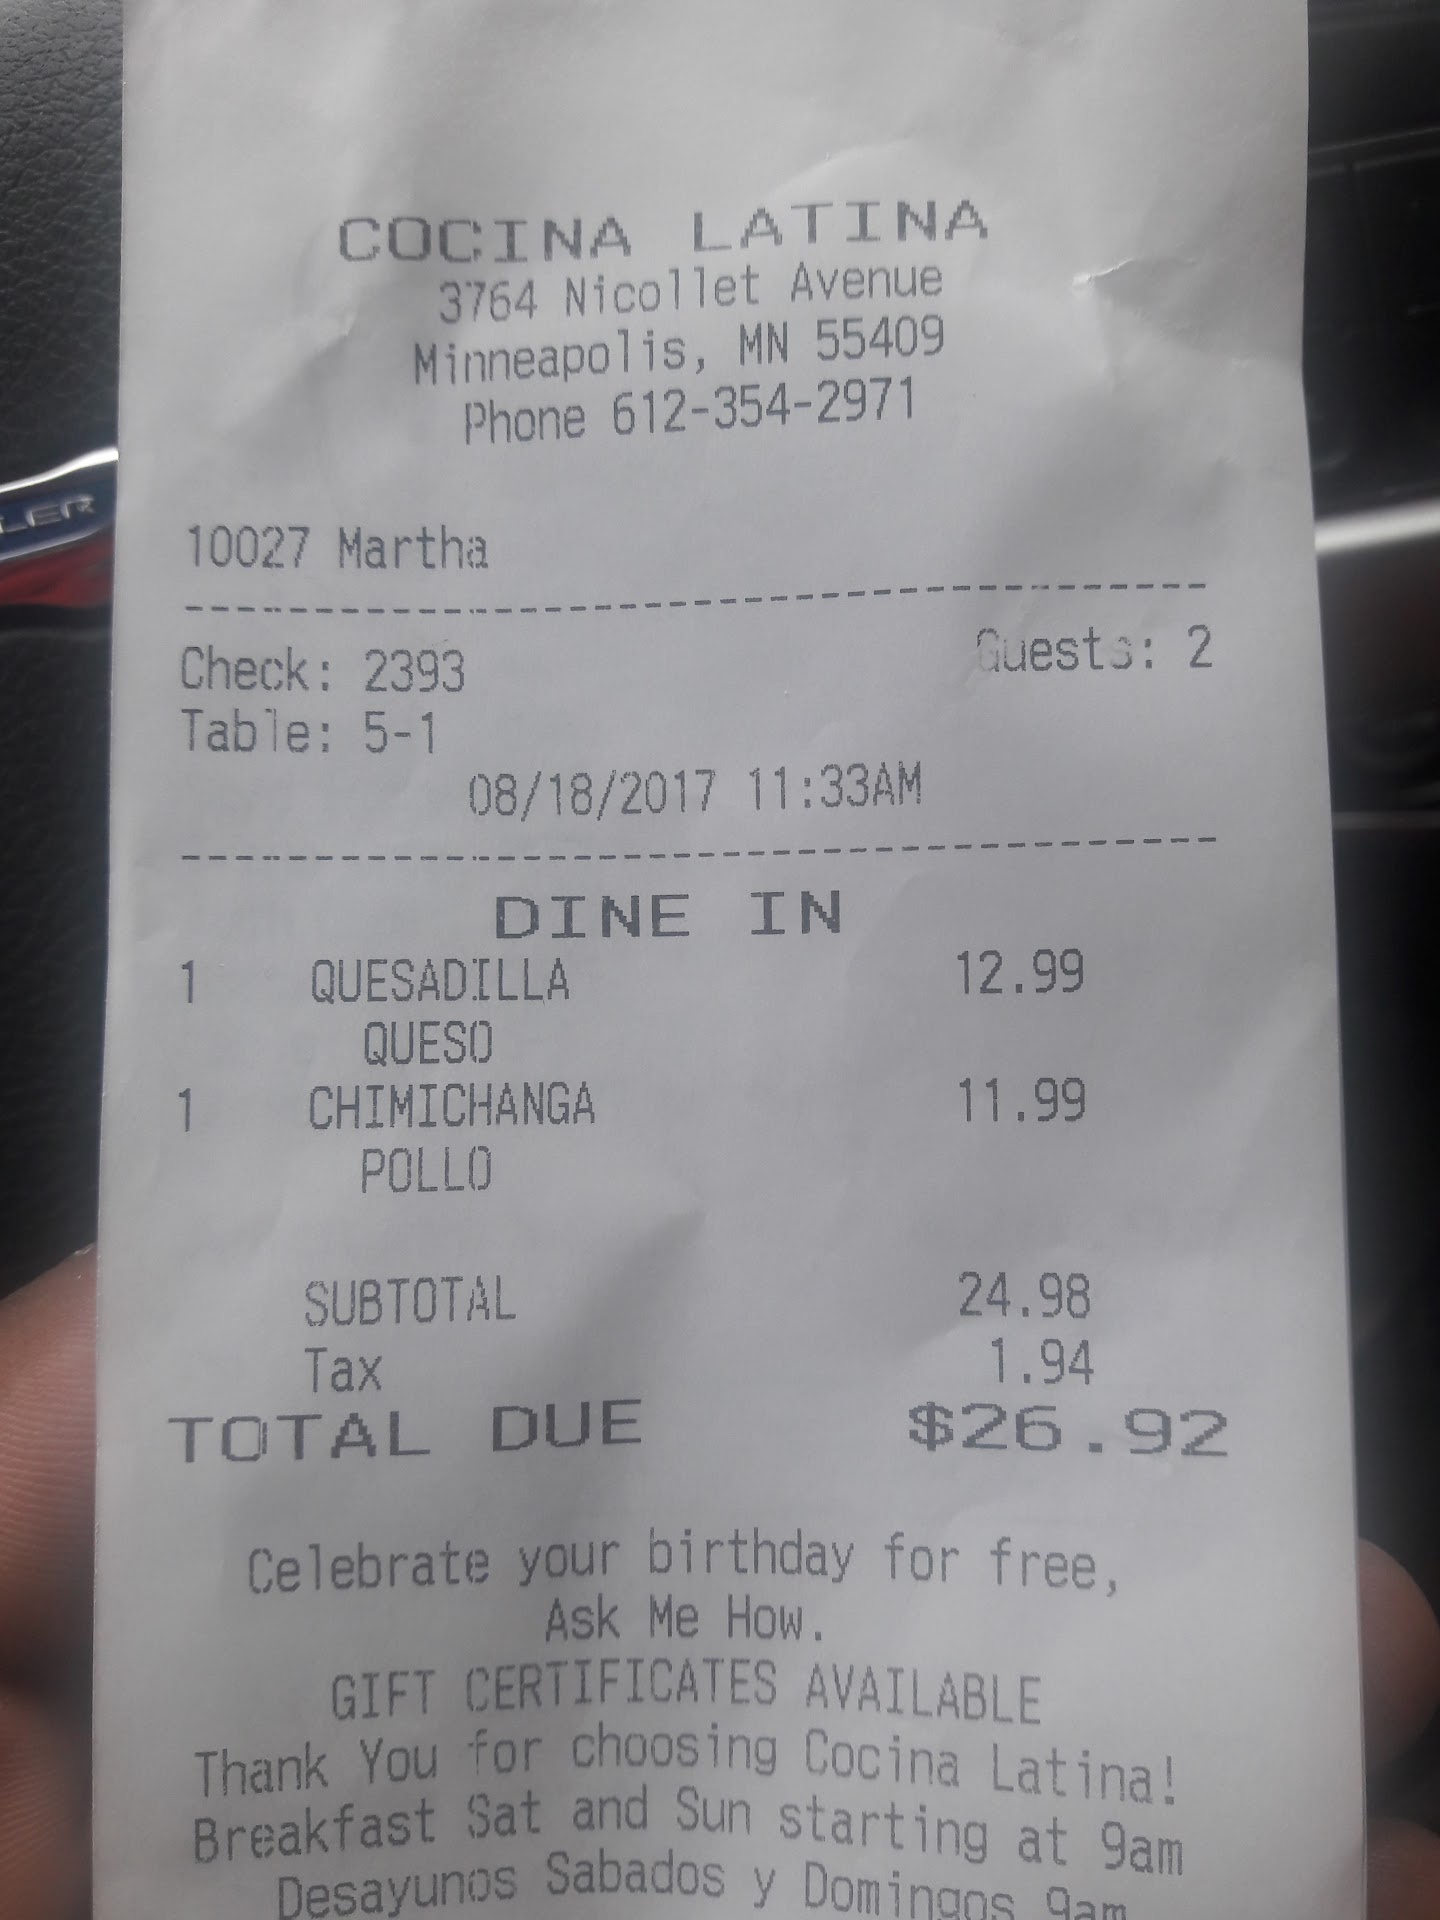 COCINA LATINA
3764 Nicollet Avenue
Minneapolis, MN 55409
Phone 612-354-2971
LER
10027 Martha
Check: 2393 Guests: 2
Table: 5-1
08/18/2017 11:33AM
DINE IN
1 QUESADILLA 12.99
QUESO
1 CHIMICHANGA 11.99
POLLO
SUBTOTAL 24.98
Tax 1.94
TOTAL DUE $26.92
Celebrate your birthday for free,
Ask Me How.
GIFT CERTIFICATES AVAILABLE
Thank You for choosing Cocina Latina!
Breakfast Sat and Sun starting at 9am
Desayunos Sabados y Domingos 9am